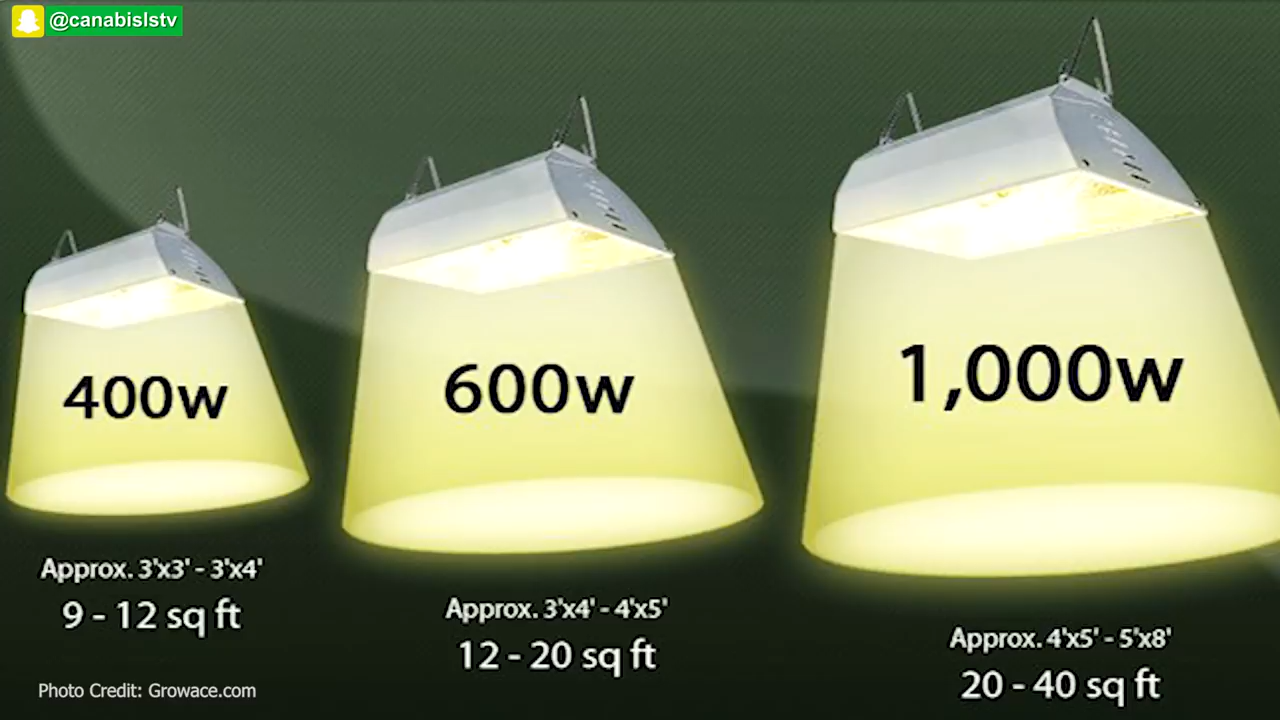 @canabislstv
400w
600w
1,000w
Approx. 3'x3' - 3'x4'
9 - 12 sq ft
Approx. 3'x4' - 4'x5'
12 - 20 sq ft
Approx. 4'x5' - 5'x8'
20 - 40 sq ft
Photo Credit: Growace.com